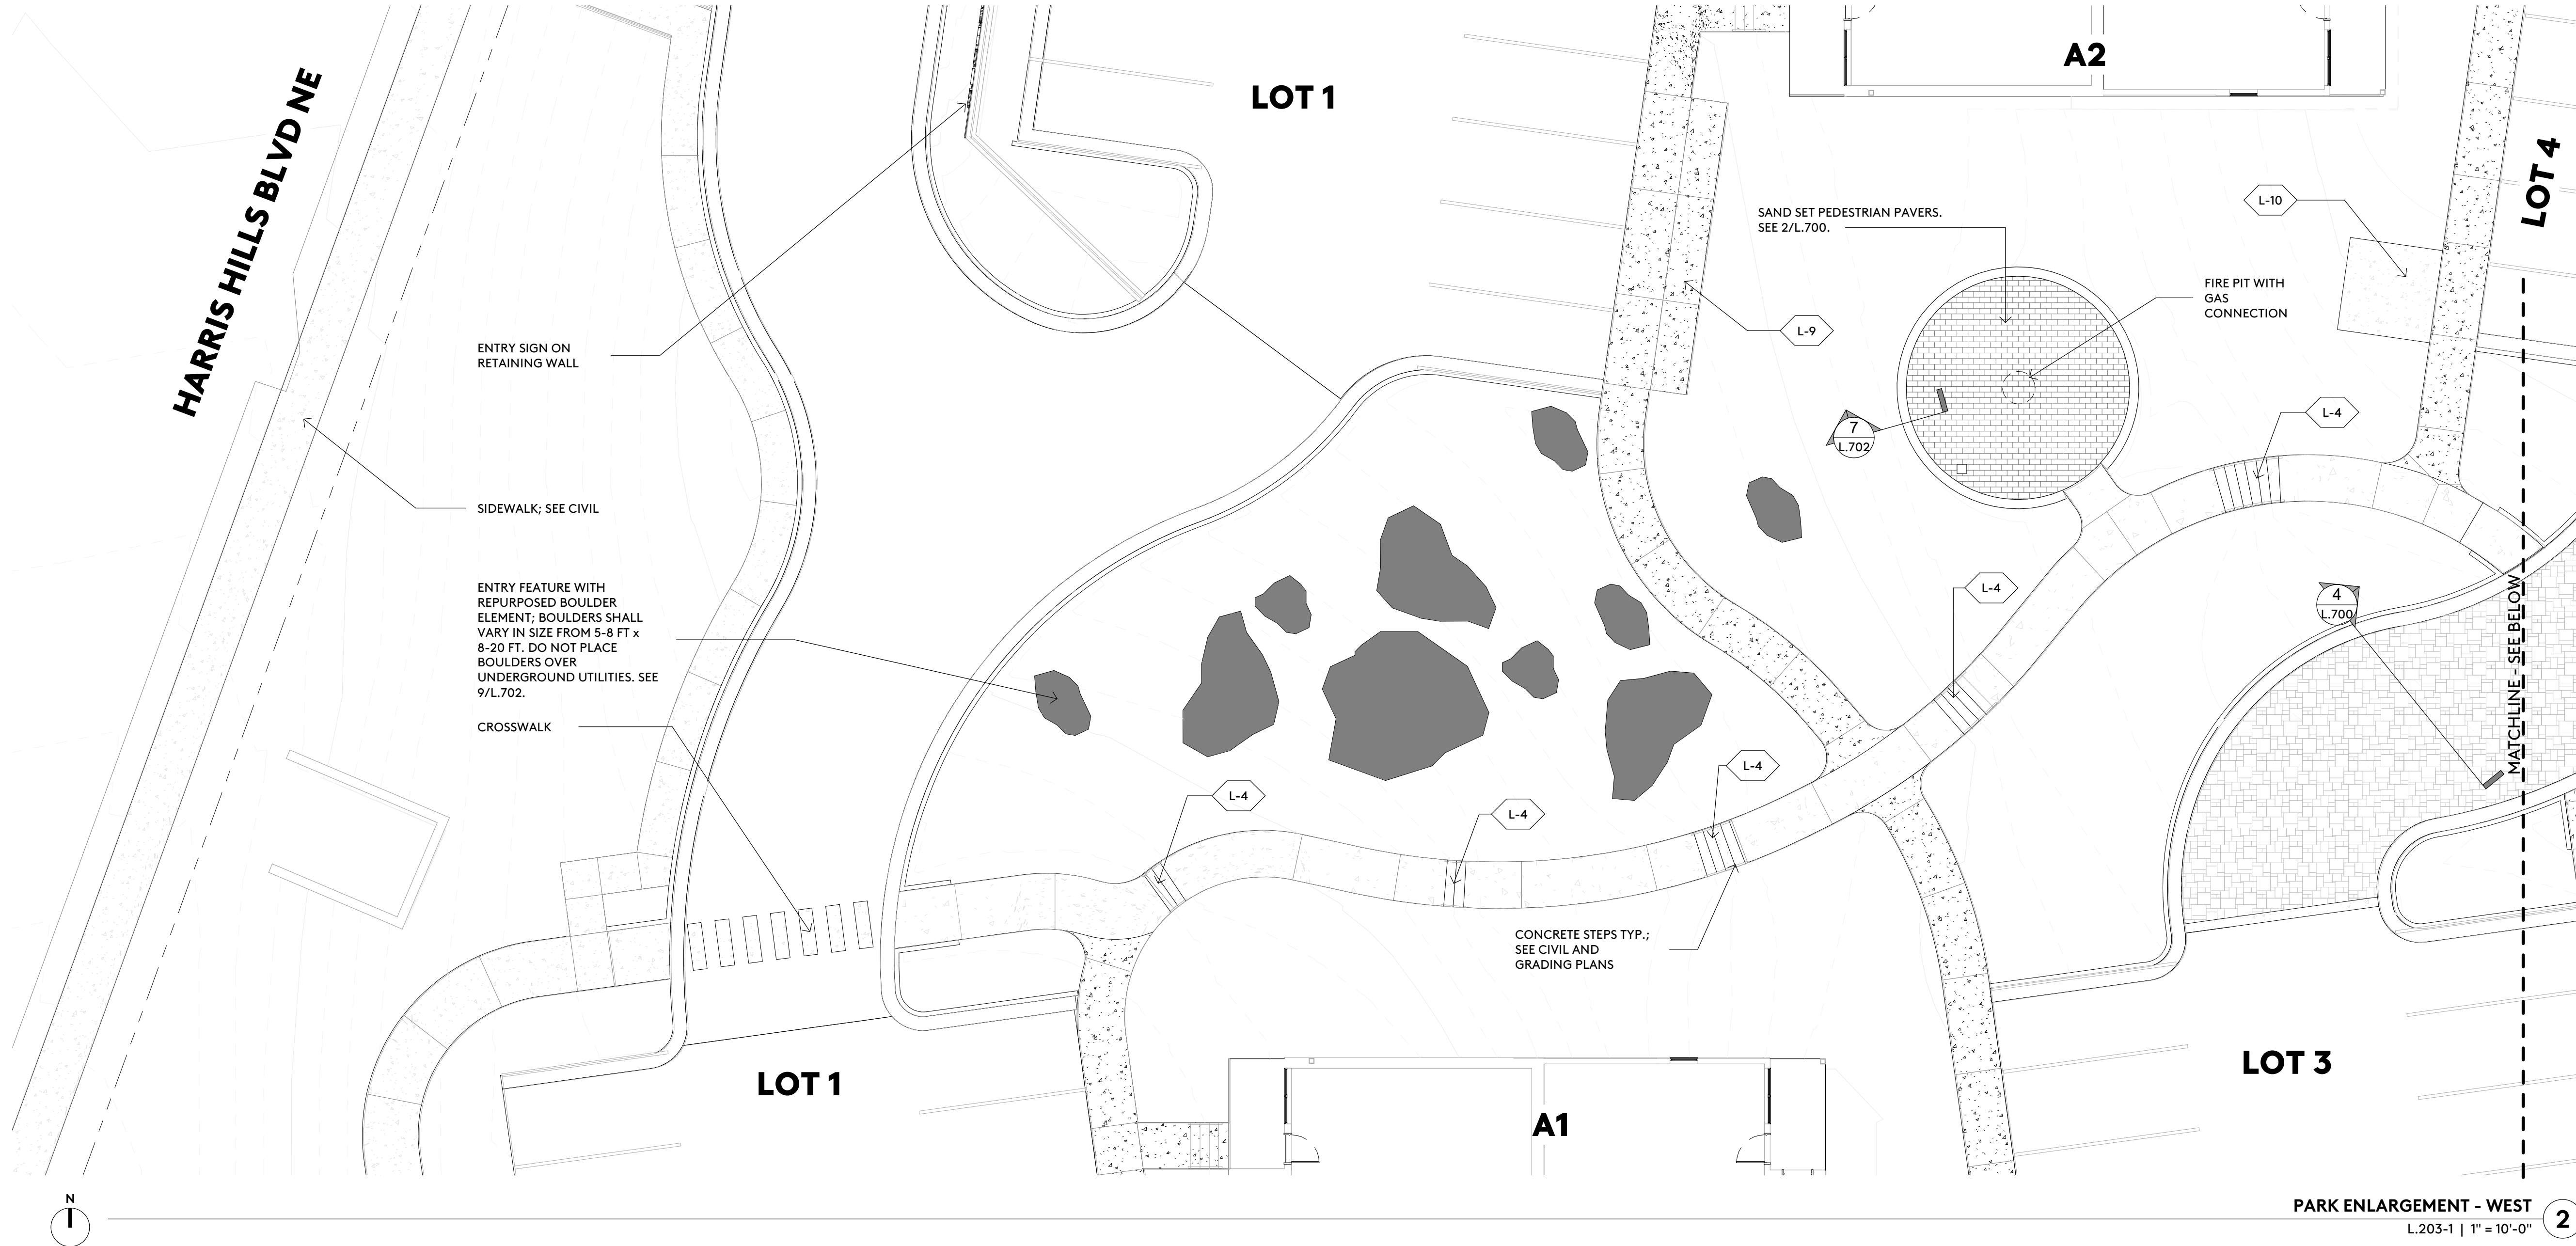 A2
LOT 1
HARRIS HILLS BLVD NE
LOT 4
L-10
SAND SET PEDESTRIAN PAVERS.
SEE 2/L.700.
FIRE PIT WITH
GAS
CONNECTION
L-9
ENTRY SIGN ON
RETAINING WALL
L-4
7
L.702
SIDEWALK; SEE CIVIL
ENTRY FEATURE WITH
REPURPOSED BOULDER
ELEMENT; BOULDERS SHALL
VARY IN SIZE FROM 5-8 FT x
8-20 FT. DO NOT PLACE
BOULDERS OVER
UNDERGROUND UTILITIES. SEE
9/L.702.
L-4
4
L.700
MATCHLINE - SEE BELOW
CROSSWALK
L-4
L-4
L-4
CONCRETE STEPS TYP.;
SEE CIVIL AND
GRADING PLANS
LOT 3
LOT 1
A1
N
PARK ENLARGEMENT - WEST
L.203-1 | 1" = 10'-0"
2